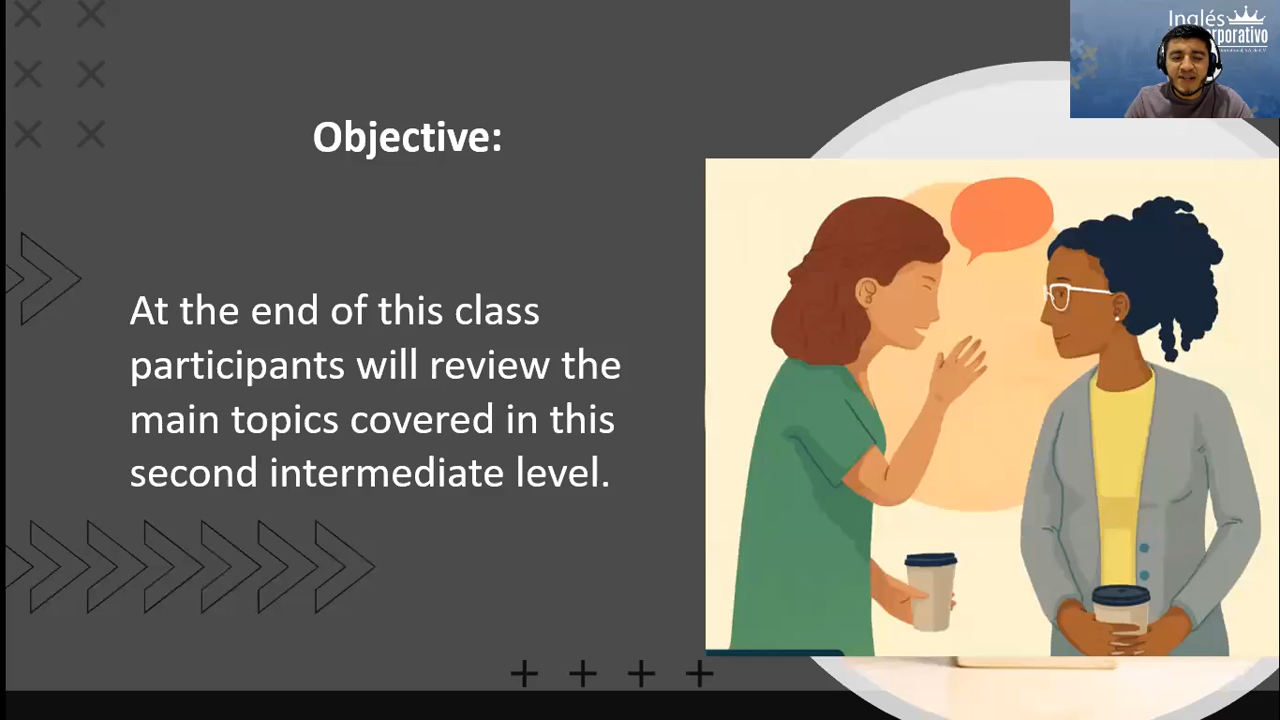 Inglés
Objective:
At the end of this class
participants will review the
main topics covered in this
second intermediate level.